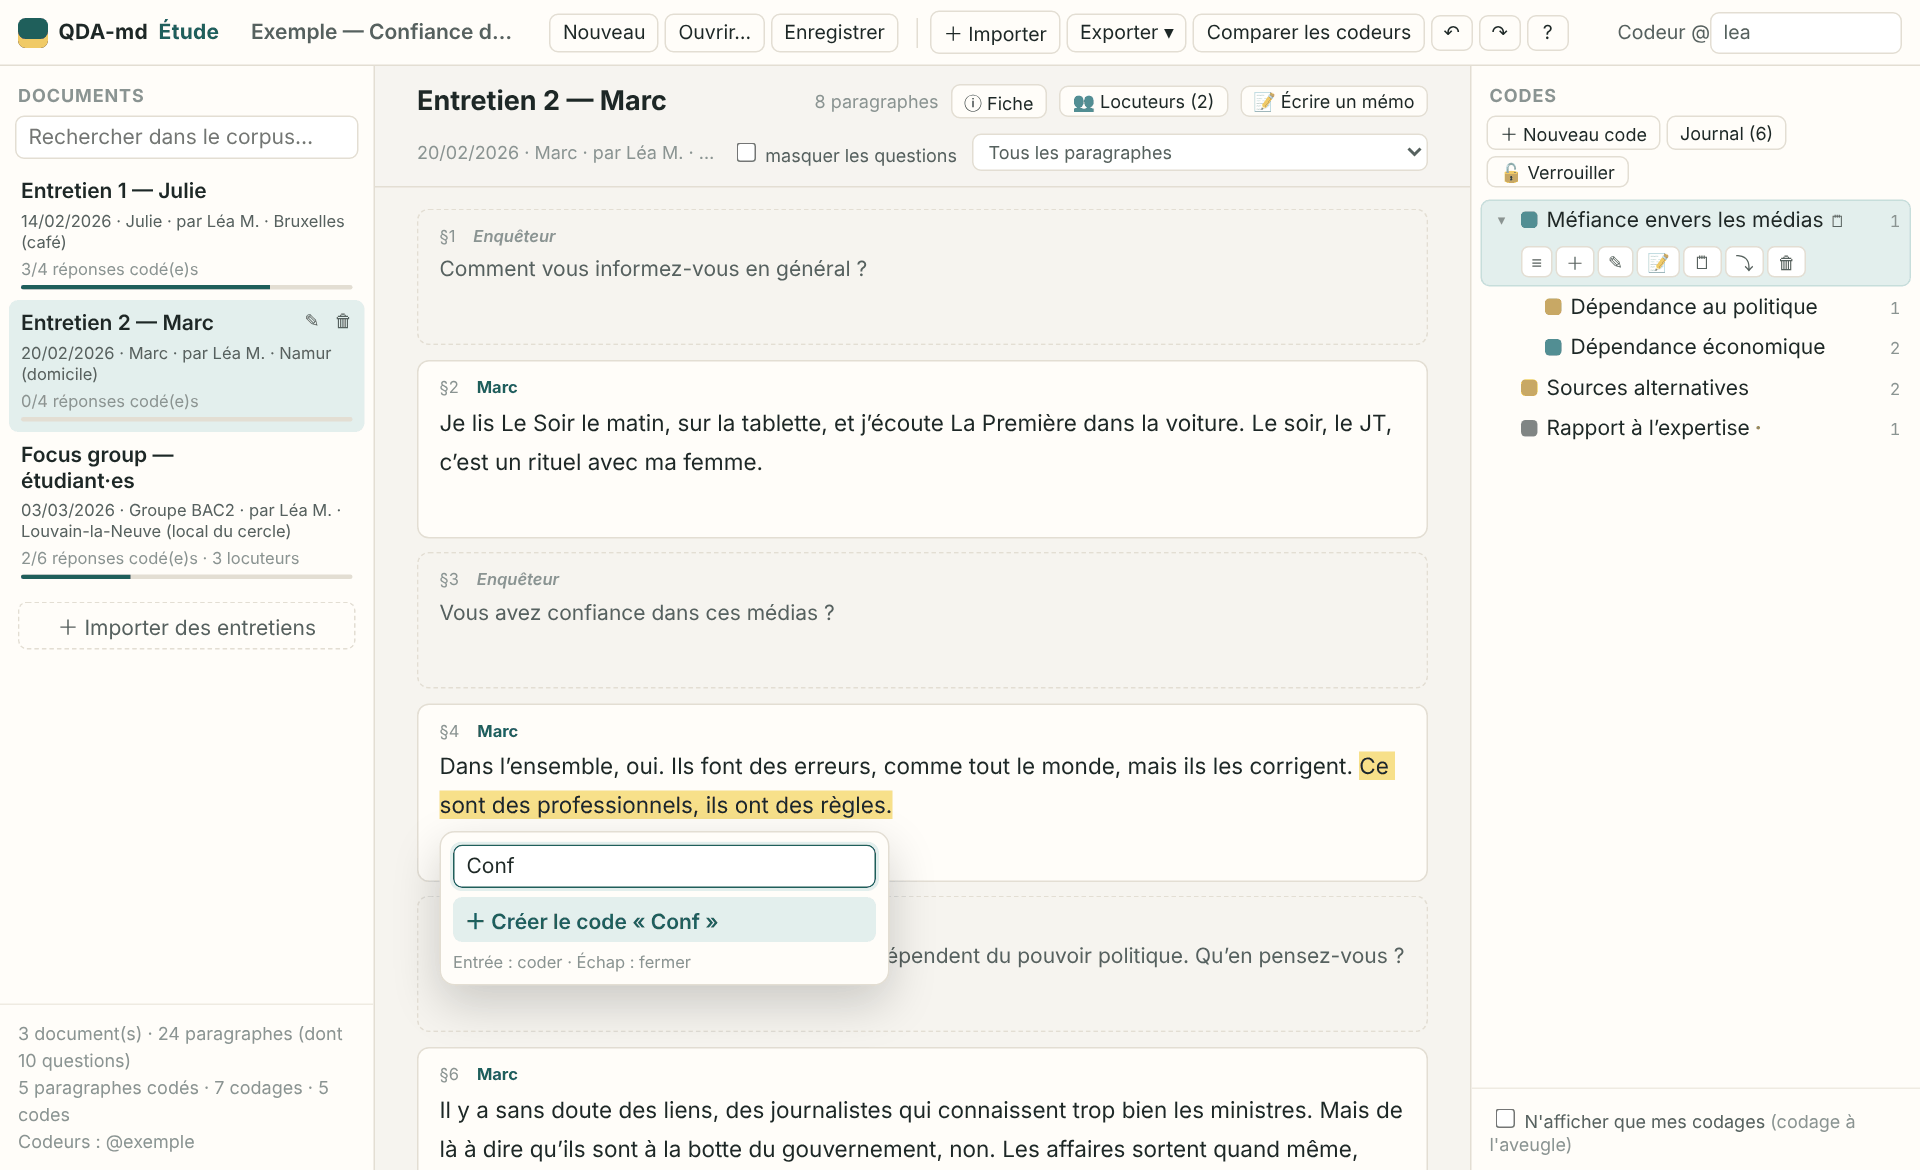 QDA-md Étude
Exemple — Confiance d...
Nouveau
Ouvrir...
Enregistrer
+ Importer
Exporter ▾
Comparer les codeurs
↶
↷
?
Codeur @
lea
DOCUMENTS
Rechercher dans le corpus...
Entretien 1 — Julie
14/02/2026 · Julie · par Léa M. · Bruxelles
(café)
3/4 réponses codé(e)s
Entretien 2 — Marc
20/02/2026 · Marc · par Léa M. · Namur
(domicile)
0/4 réponses codé(e)s
Focus group —
étudiant·es
03/03/2026 · Groupe BAC2 · par Léa M. ·
Louvain-la-Neuve (local du cercle)
2/6 réponses codé(e)s · 3 locuteurs
+ Importer des entretiens
3 document(s) · 24 paragraphes (dont
10 questions)
5 paragraphes codés · 7 codages · 5
codes
Codeurs : @exemple
Entretien 2 — Marc
8 paragraphes
ⓘ Fiche
👥 Locuteurs (2)
📝 Écrire un mémo
20/02/2026 · Marc · par Léa M. · ...
masquer les questions
Tous les paragraphes
§1 Enquêteur
Comment vous informez-vous en général ?
§2 Marc
Je lis Le Soir le matin, sur la tablette, et j’écoute La Première dans la voiture. Le soir, le JT,
c’est un rituel avec ma femme.
§3 Enquêteur
Vous avez confiance dans ces médias ?
§4 Marc
Dans l’ensemble, oui. Ils font des erreurs, comme tout le monde, mais ils les corrigent. Ce
sont des professionnels, ils ont des règles.
Conf
+ Créer le code « Conf »
Entrée : coder · Échap : fermer
épendent du pouvoir politique. Qu’en pensez-vous ?
§6 Marc
Il y a sans doute des liens, des journalistes qui connaissent trop bien les ministres. Mais de
là à dire qu’ils sont à la botte du gouvernement, non. Les affaires sortent quand même,
CODES
+ Nouveau code
Journal (6)
🔓 Verrouiller
▾ Méfiance envers les médias 1
Dépendance au politique 1
Dépendance économique 2
Sources alternatives 2
Rapport à l’expertise · 1
N'afficher que mes codages (codage à
l'aveugle)